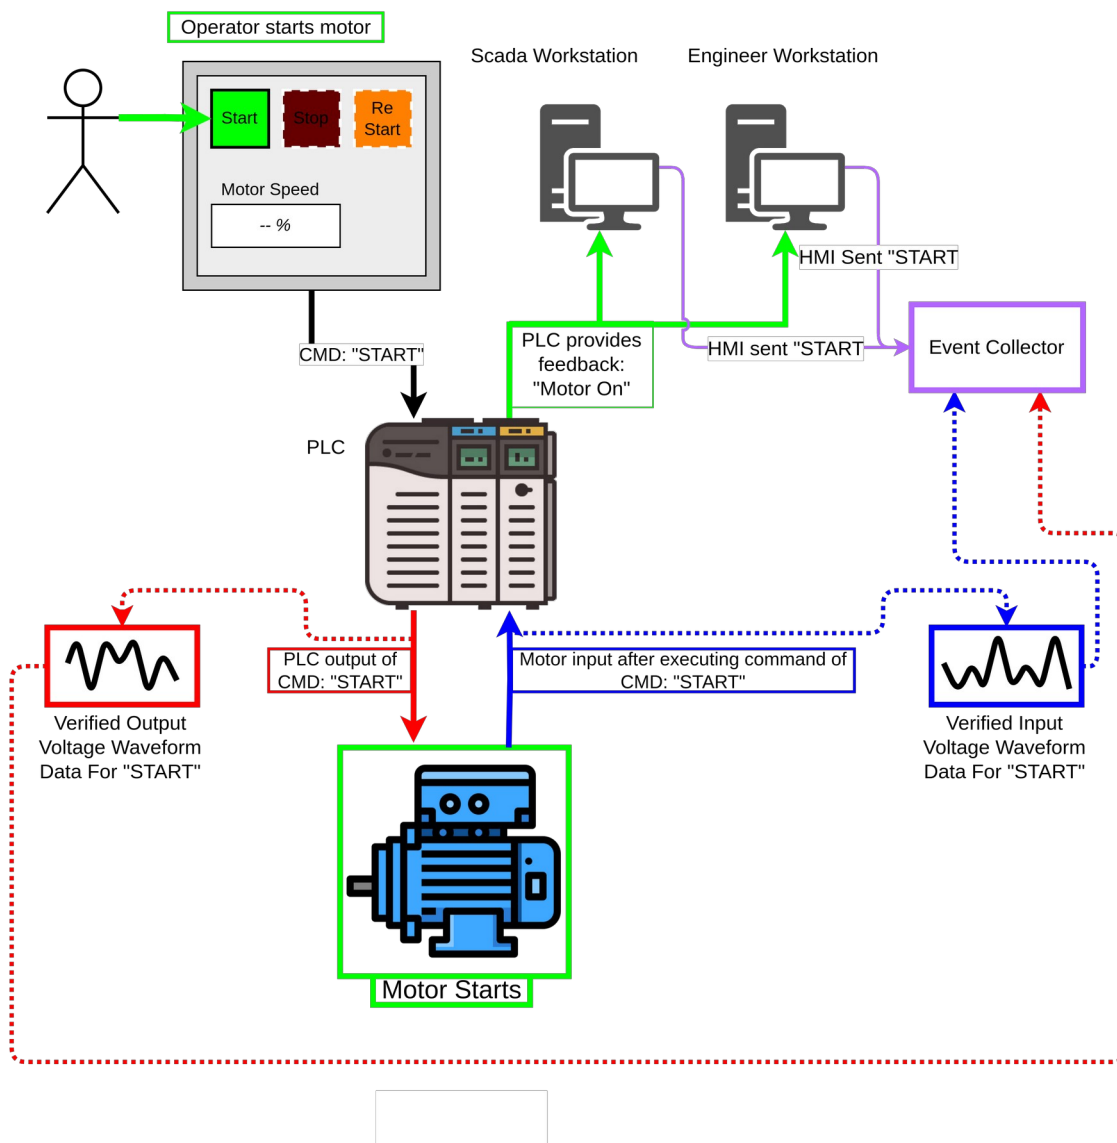 Operator starts motor
Scada Workstation
Engineer Workstation
Start
Stop
Re
Start
Motor Speed
-- %
HMI Sent "START
CMD: "START"
PLC provides
feedback:
"Motor On"
HMI sent "START
Event Collector
PLC
PLC output of
CMD: "START"
Motor input after executing command of
CMD: "START"
Verified Output
Voltage Waveform
Data For "START"
Verified Input
Voltage Waveform
Data For "START"
Motor Starts